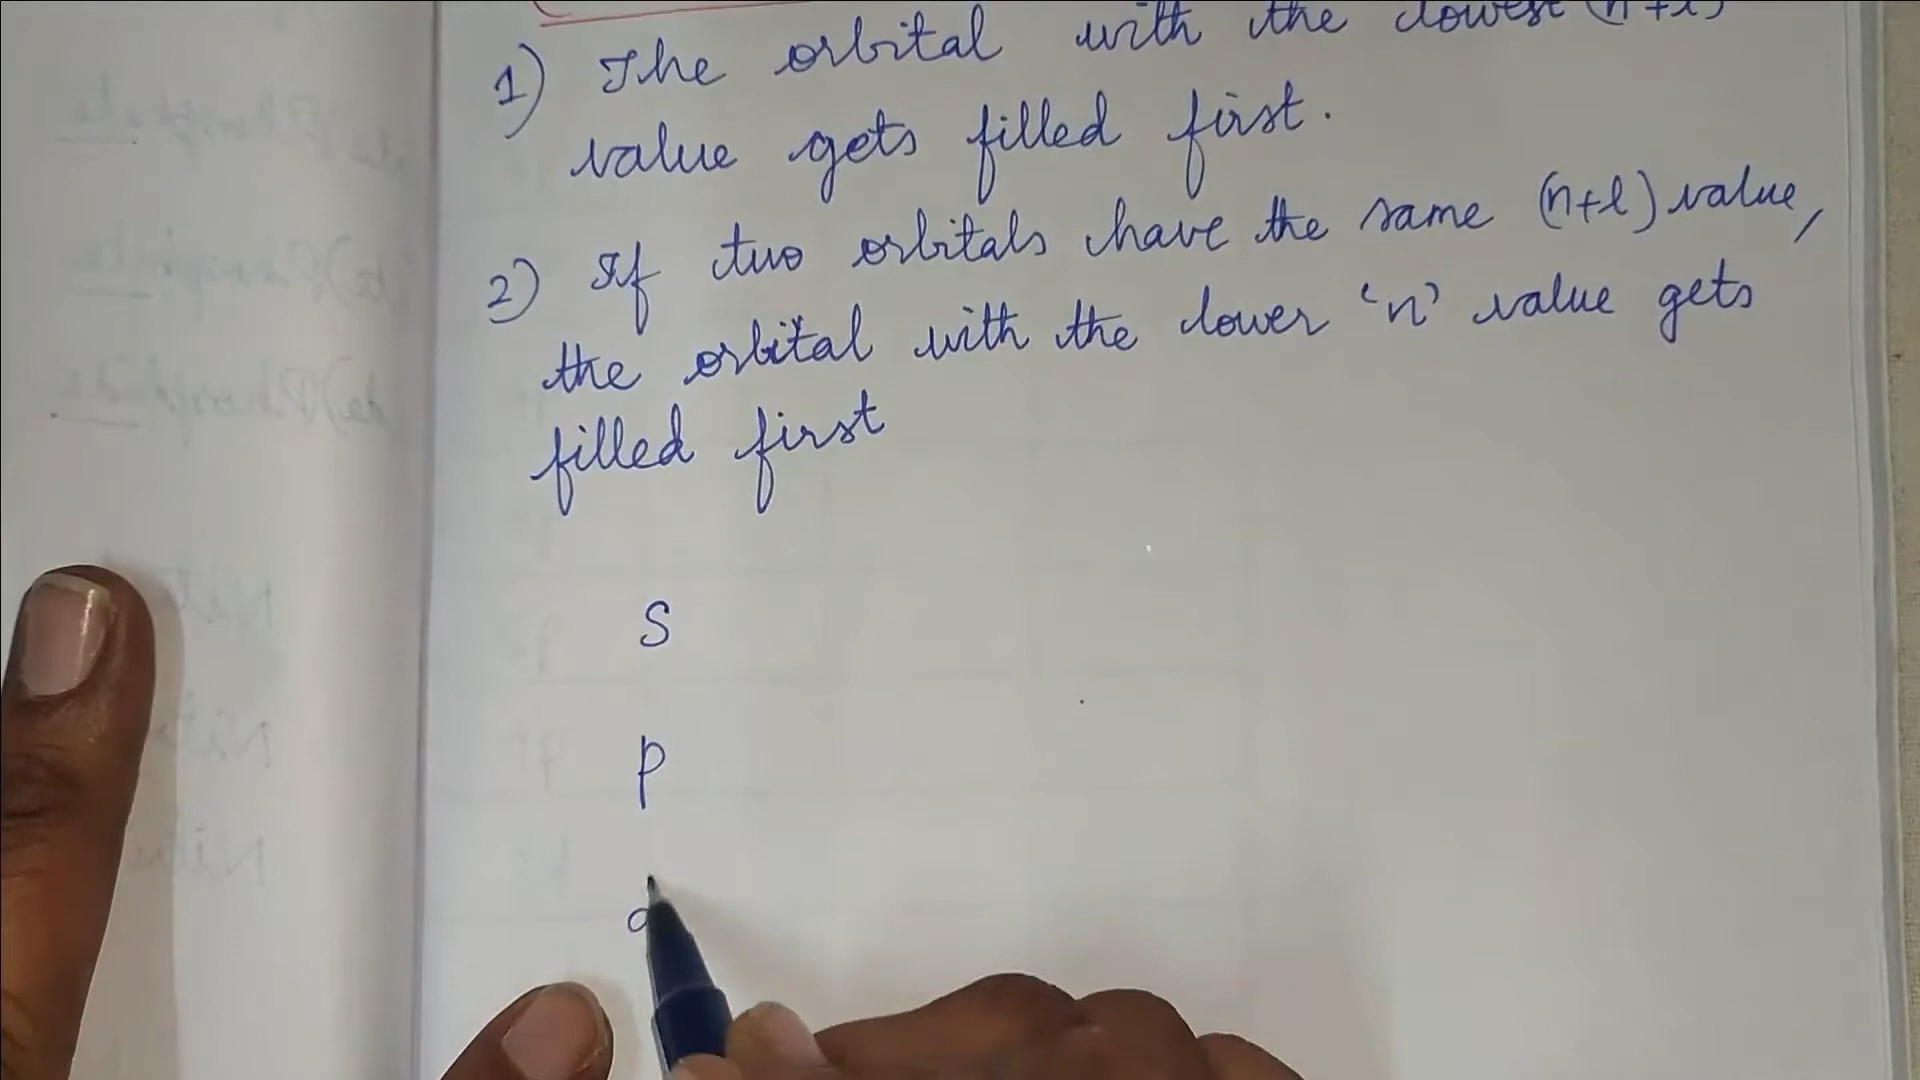 1) The orbital with the lowest (n+l)
value gets filled first.
2) If two orbitals have the same (n+l) value,
the orbital with the lower 'n' value gets
filled first
S
p